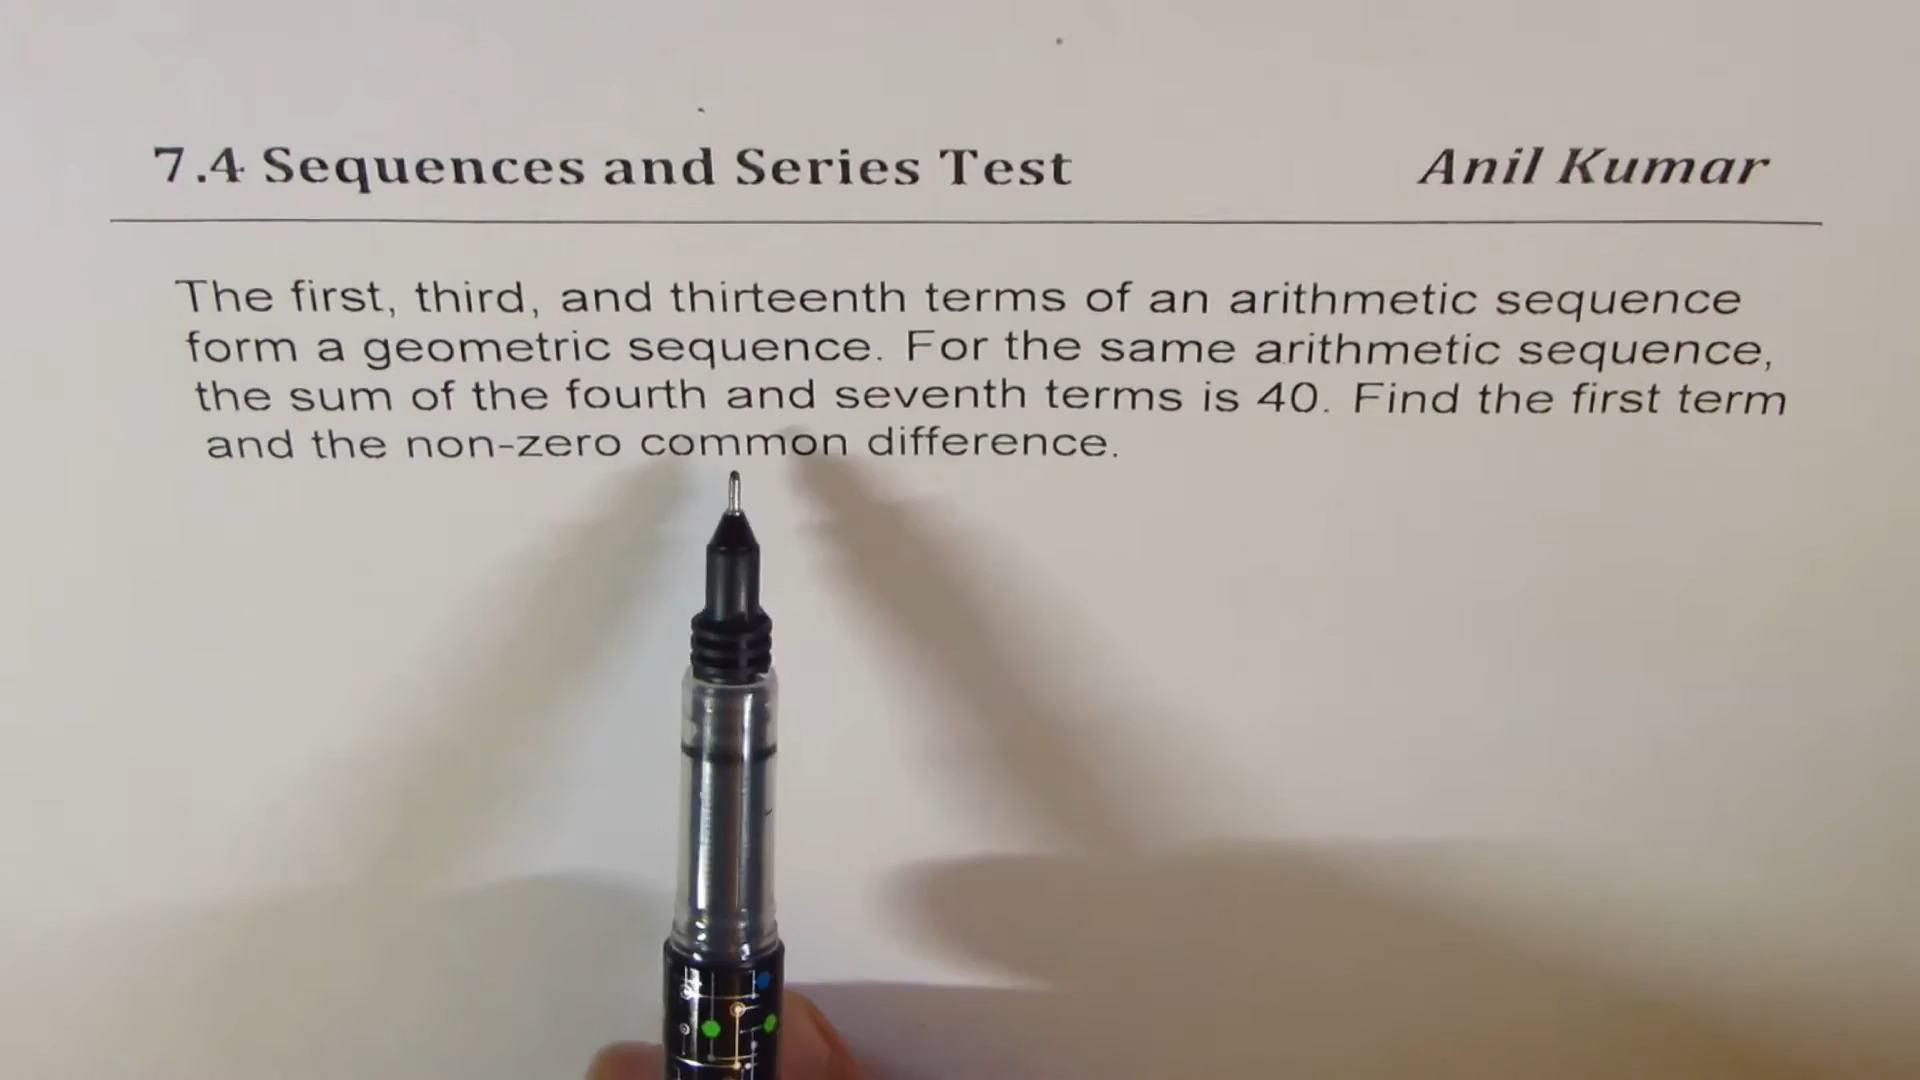 7.4 Sequences and Series Test Anil Kumar
The first, third, and thirteenth terms of an arithmetic sequence
form a geometric sequence. For the same arithmetic sequence,
the sum of the fourth and seventh terms is 40. Find the first term
and the non-zero common difference.